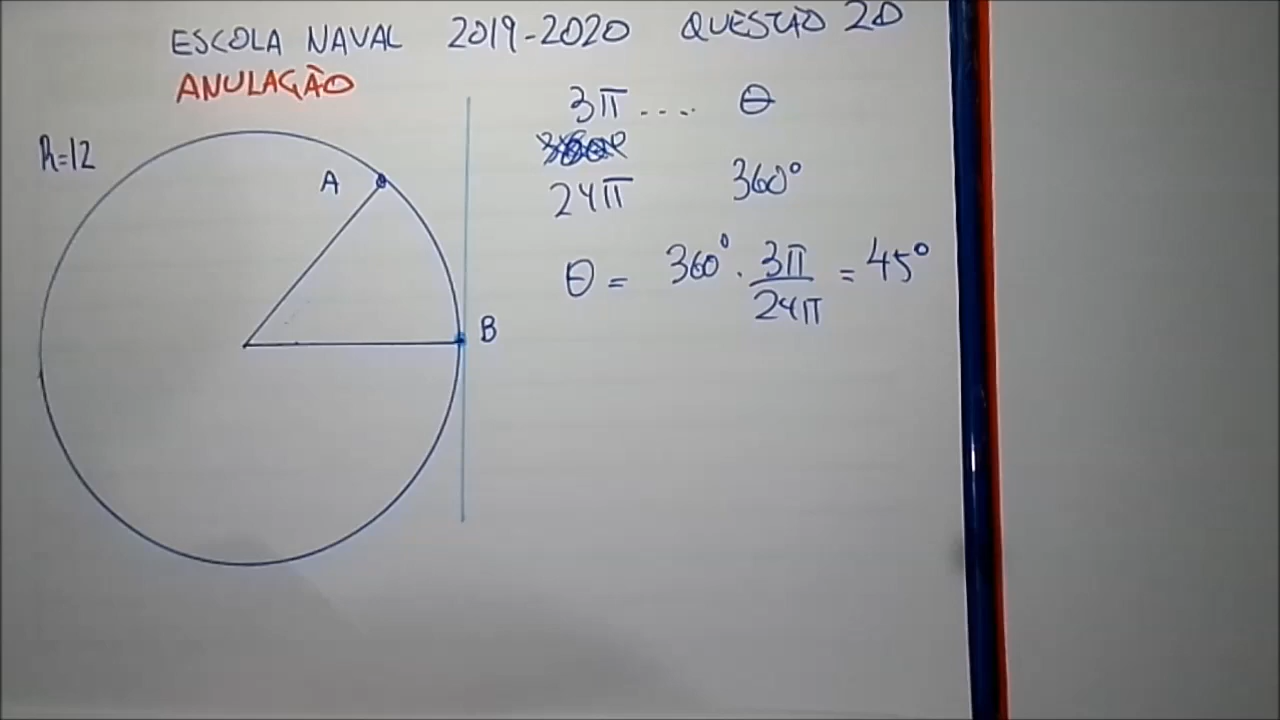 ESCOLA NAVAL 2019-2020 QUESTÃO 20
ANULAÇÃO
R=12
A
B
3π .... θ
24π 360°
θ = 360° . 3π/24π = 45°